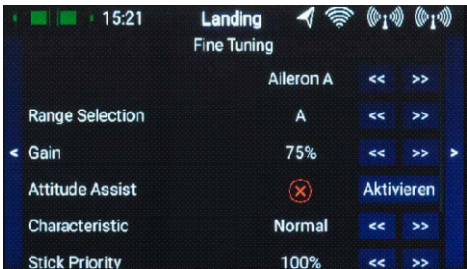 15:21 Landing
Fine Tuning
Aileron A << >>
Range Selection A << >>
< Gain 75% << >> >
Attitude Assist Aktivieren
Characteristic Normal << >>
Stick Priority 100% << >>